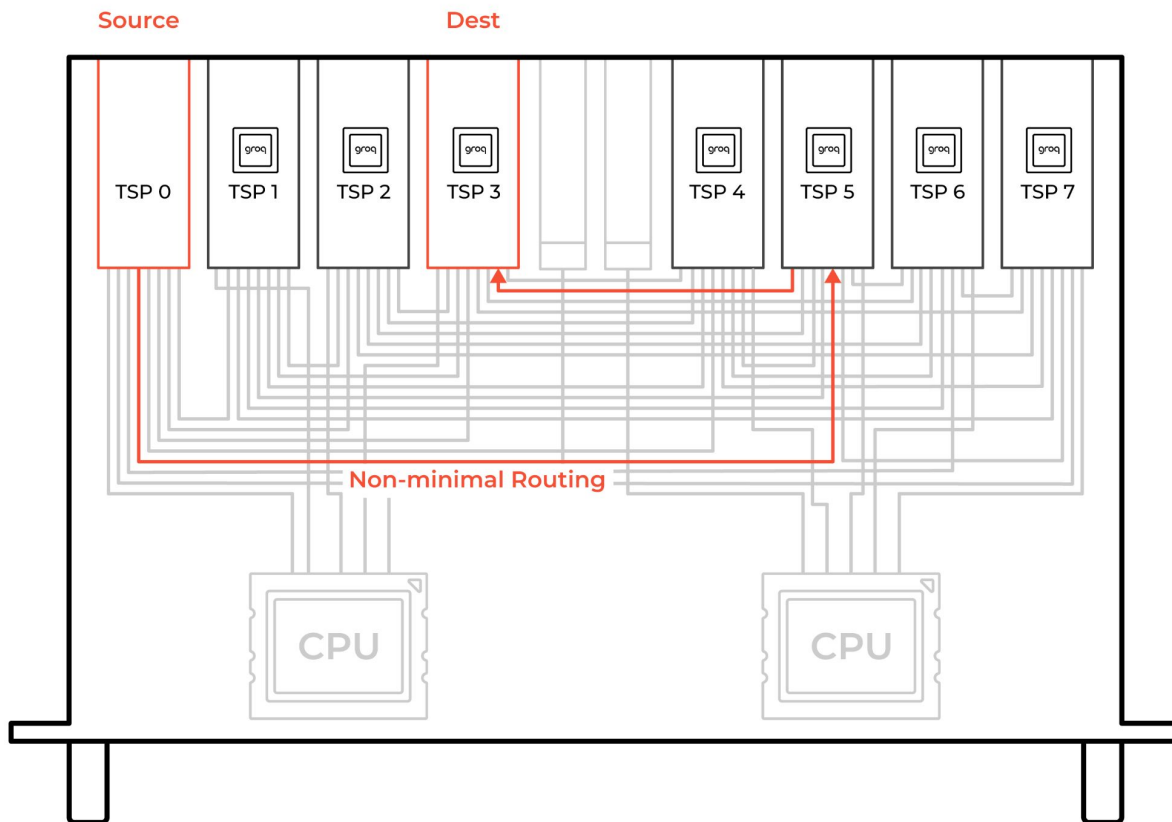 Source Dest
groq groq groq groq groq groq groq
TSP 0 TSP 1 TSP 2 TSP 3 TSP 4 TSP 5 TSP 6 TSP 7
Non-minimal Routing
CPU CPU